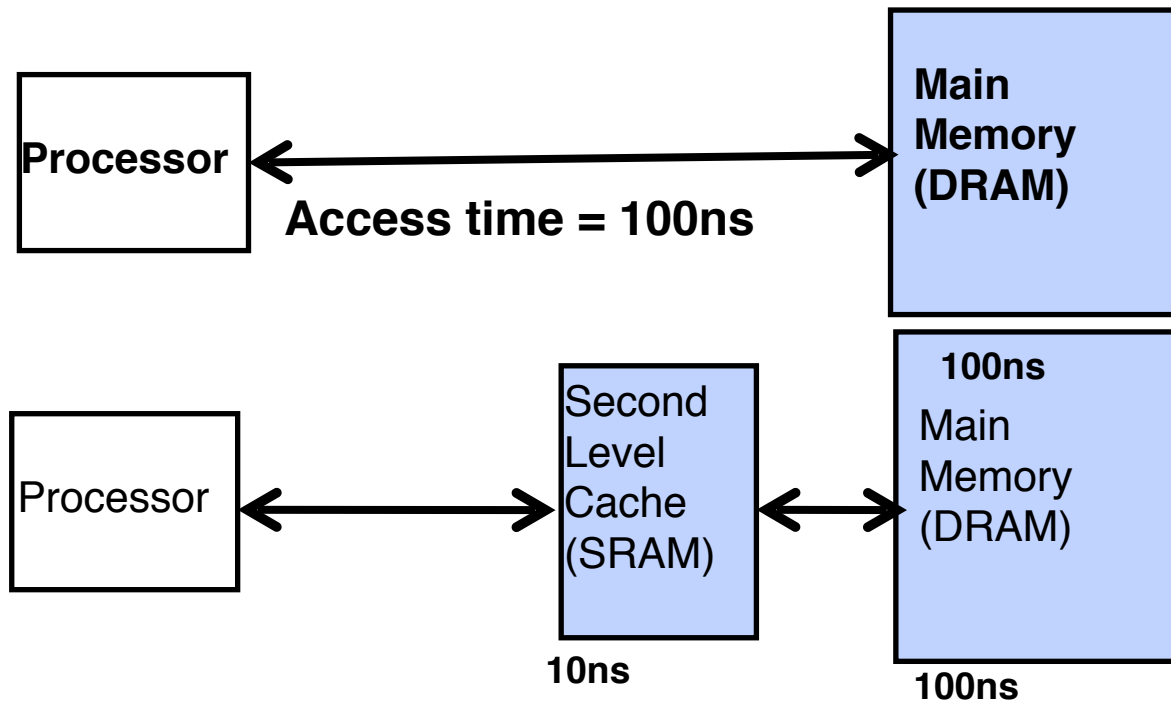 Processor
Access time = 100ns
Main
Memory
(DRAM)
Processor
Second
Level
Cache
(SRAM)
10ns
100ns
Main
Memory
(DRAM)
100ns